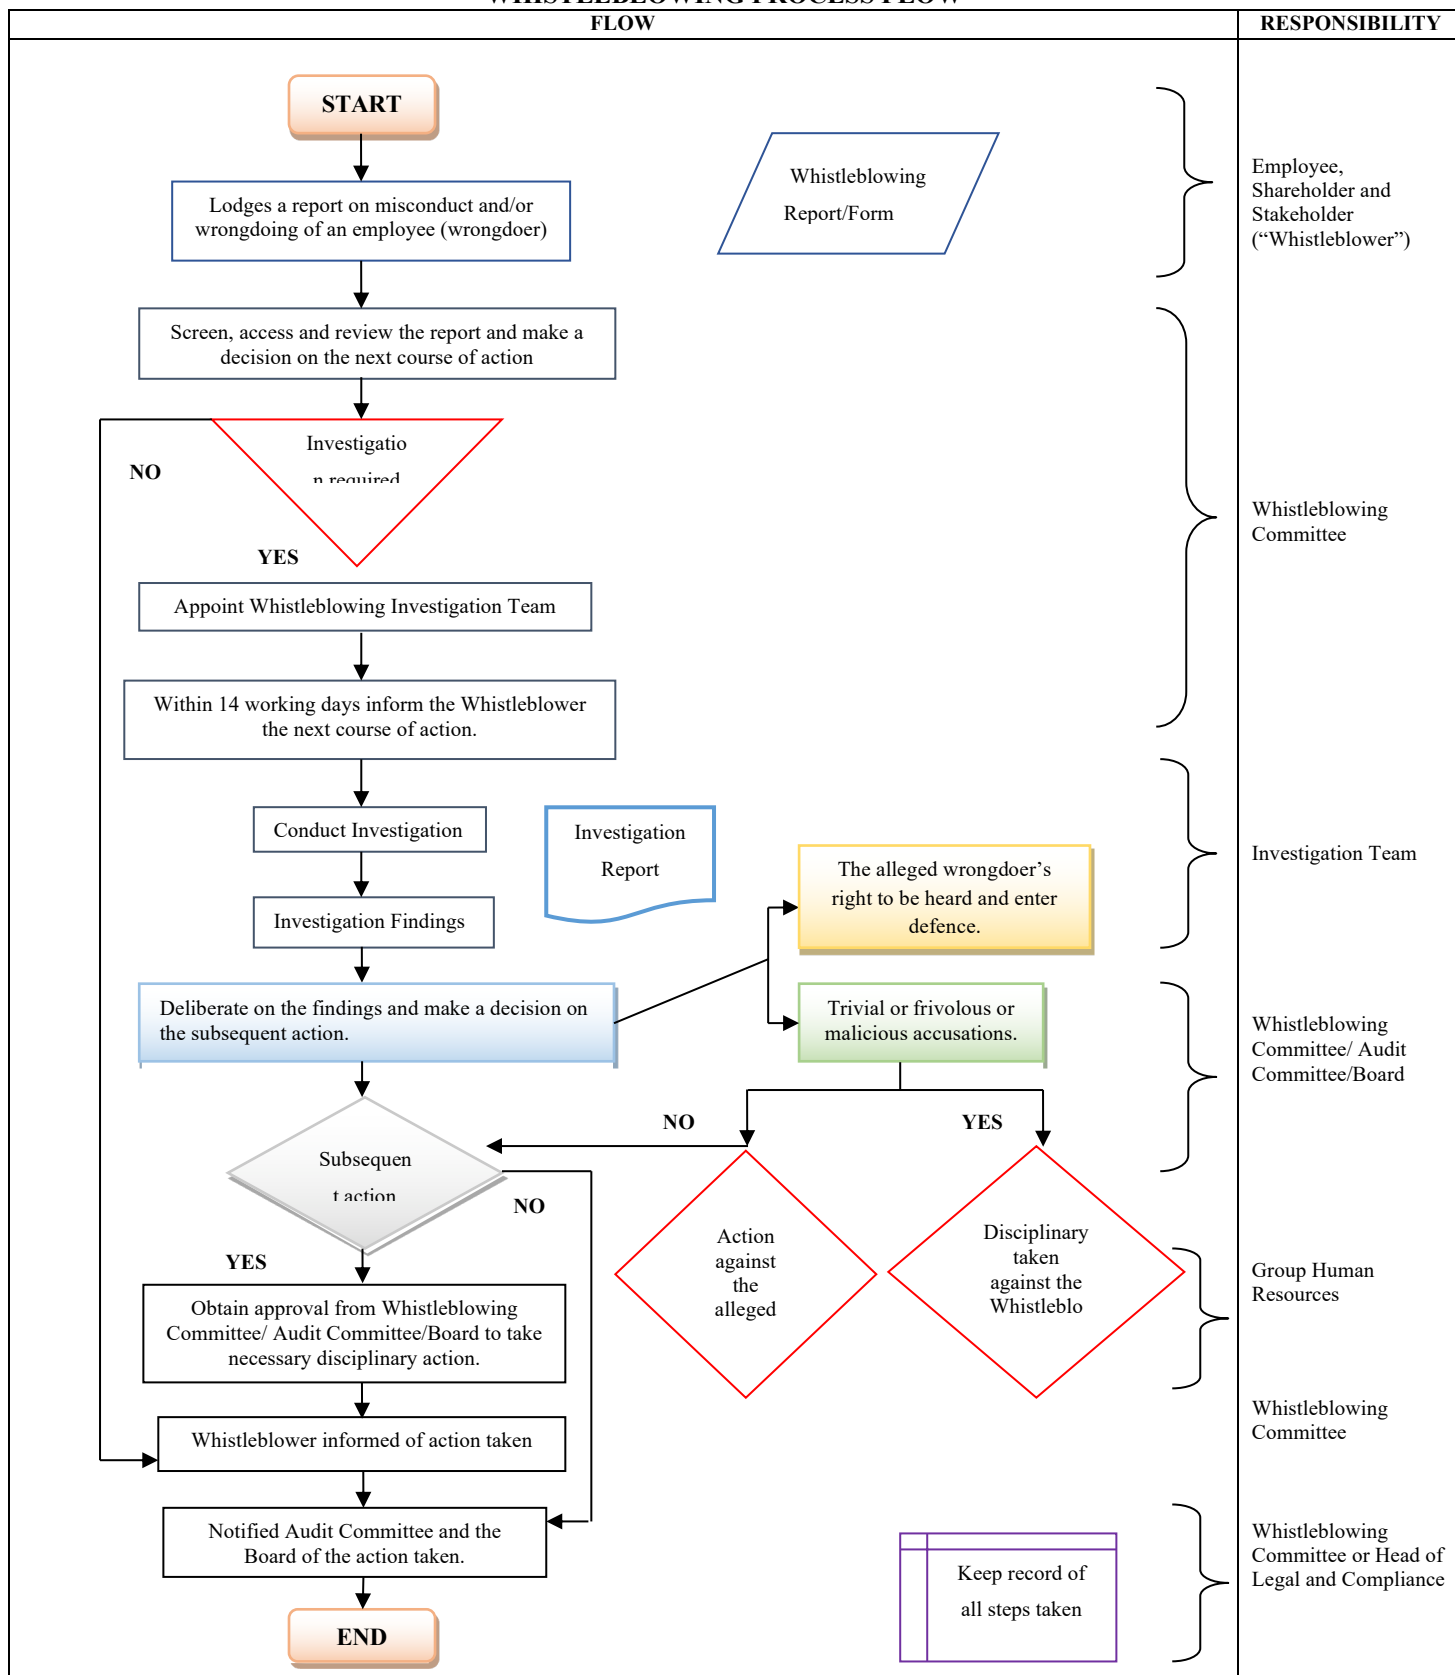 WHISTLEBLOWING PROCESS FLOW
FLOW
RESPONSIBILITY
START
Lodges a report on misconduct and/or
wrongdoing of an employee (wrongdoer)
Whistleblowing
Report/Form
Employee,
Shareholder and
Stakeholder
(“Whistleblower”)
Screen, access and review the report and make a
decision on the next course of action
Investigatio
n required
NO
YES
Whistleblowing
Committee
Appoint Whistleblowing Investigation Team
Within 14 working days inform the Whistleblower
the next course of action.
Conduct Investigation
Investigation
Report
Investigation Findings
The alleged wrongdoer’s
right to be heard and enter
defence.
Investigation Team
Deliberate on the findings and make a decision on
the subsequent action.
Trivial or frivolous or
malicious accusations.
Whistleblowing
Committee/ Audit
Committee/Board
NO
YES
Subsequen
t action
NO
YES
Action
against
the
alleged
Disciplinary
taken
against the
Whistleblo
Group Human
Resources
Obtain approval from Whistleblowing
Committee/ Audit Committee/Board to take
necessary disciplinary action.
Whistleblower informed of action taken
Whistleblowing
Committee
Notified Audit Committee and the
Board of the action taken.
Keep record of
all steps taken
Whistleblowing
Committee or Head of
Legal and Compliance
END